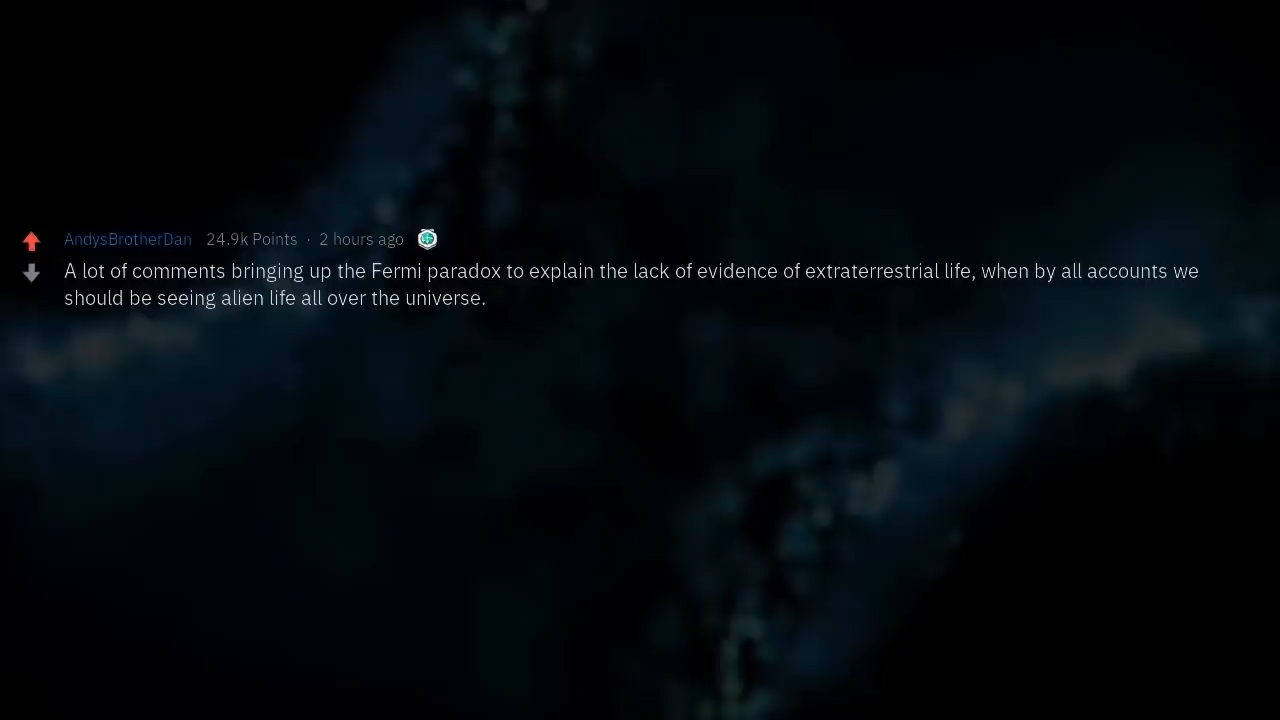 AndysBrotherDan 24.9k Points · 2 hours ago
A lot of comments bringing up the Fermi paradox to explain the lack of evidence of extraterrestrial life, when by all accounts we
should be seeing alien life all over the universe.